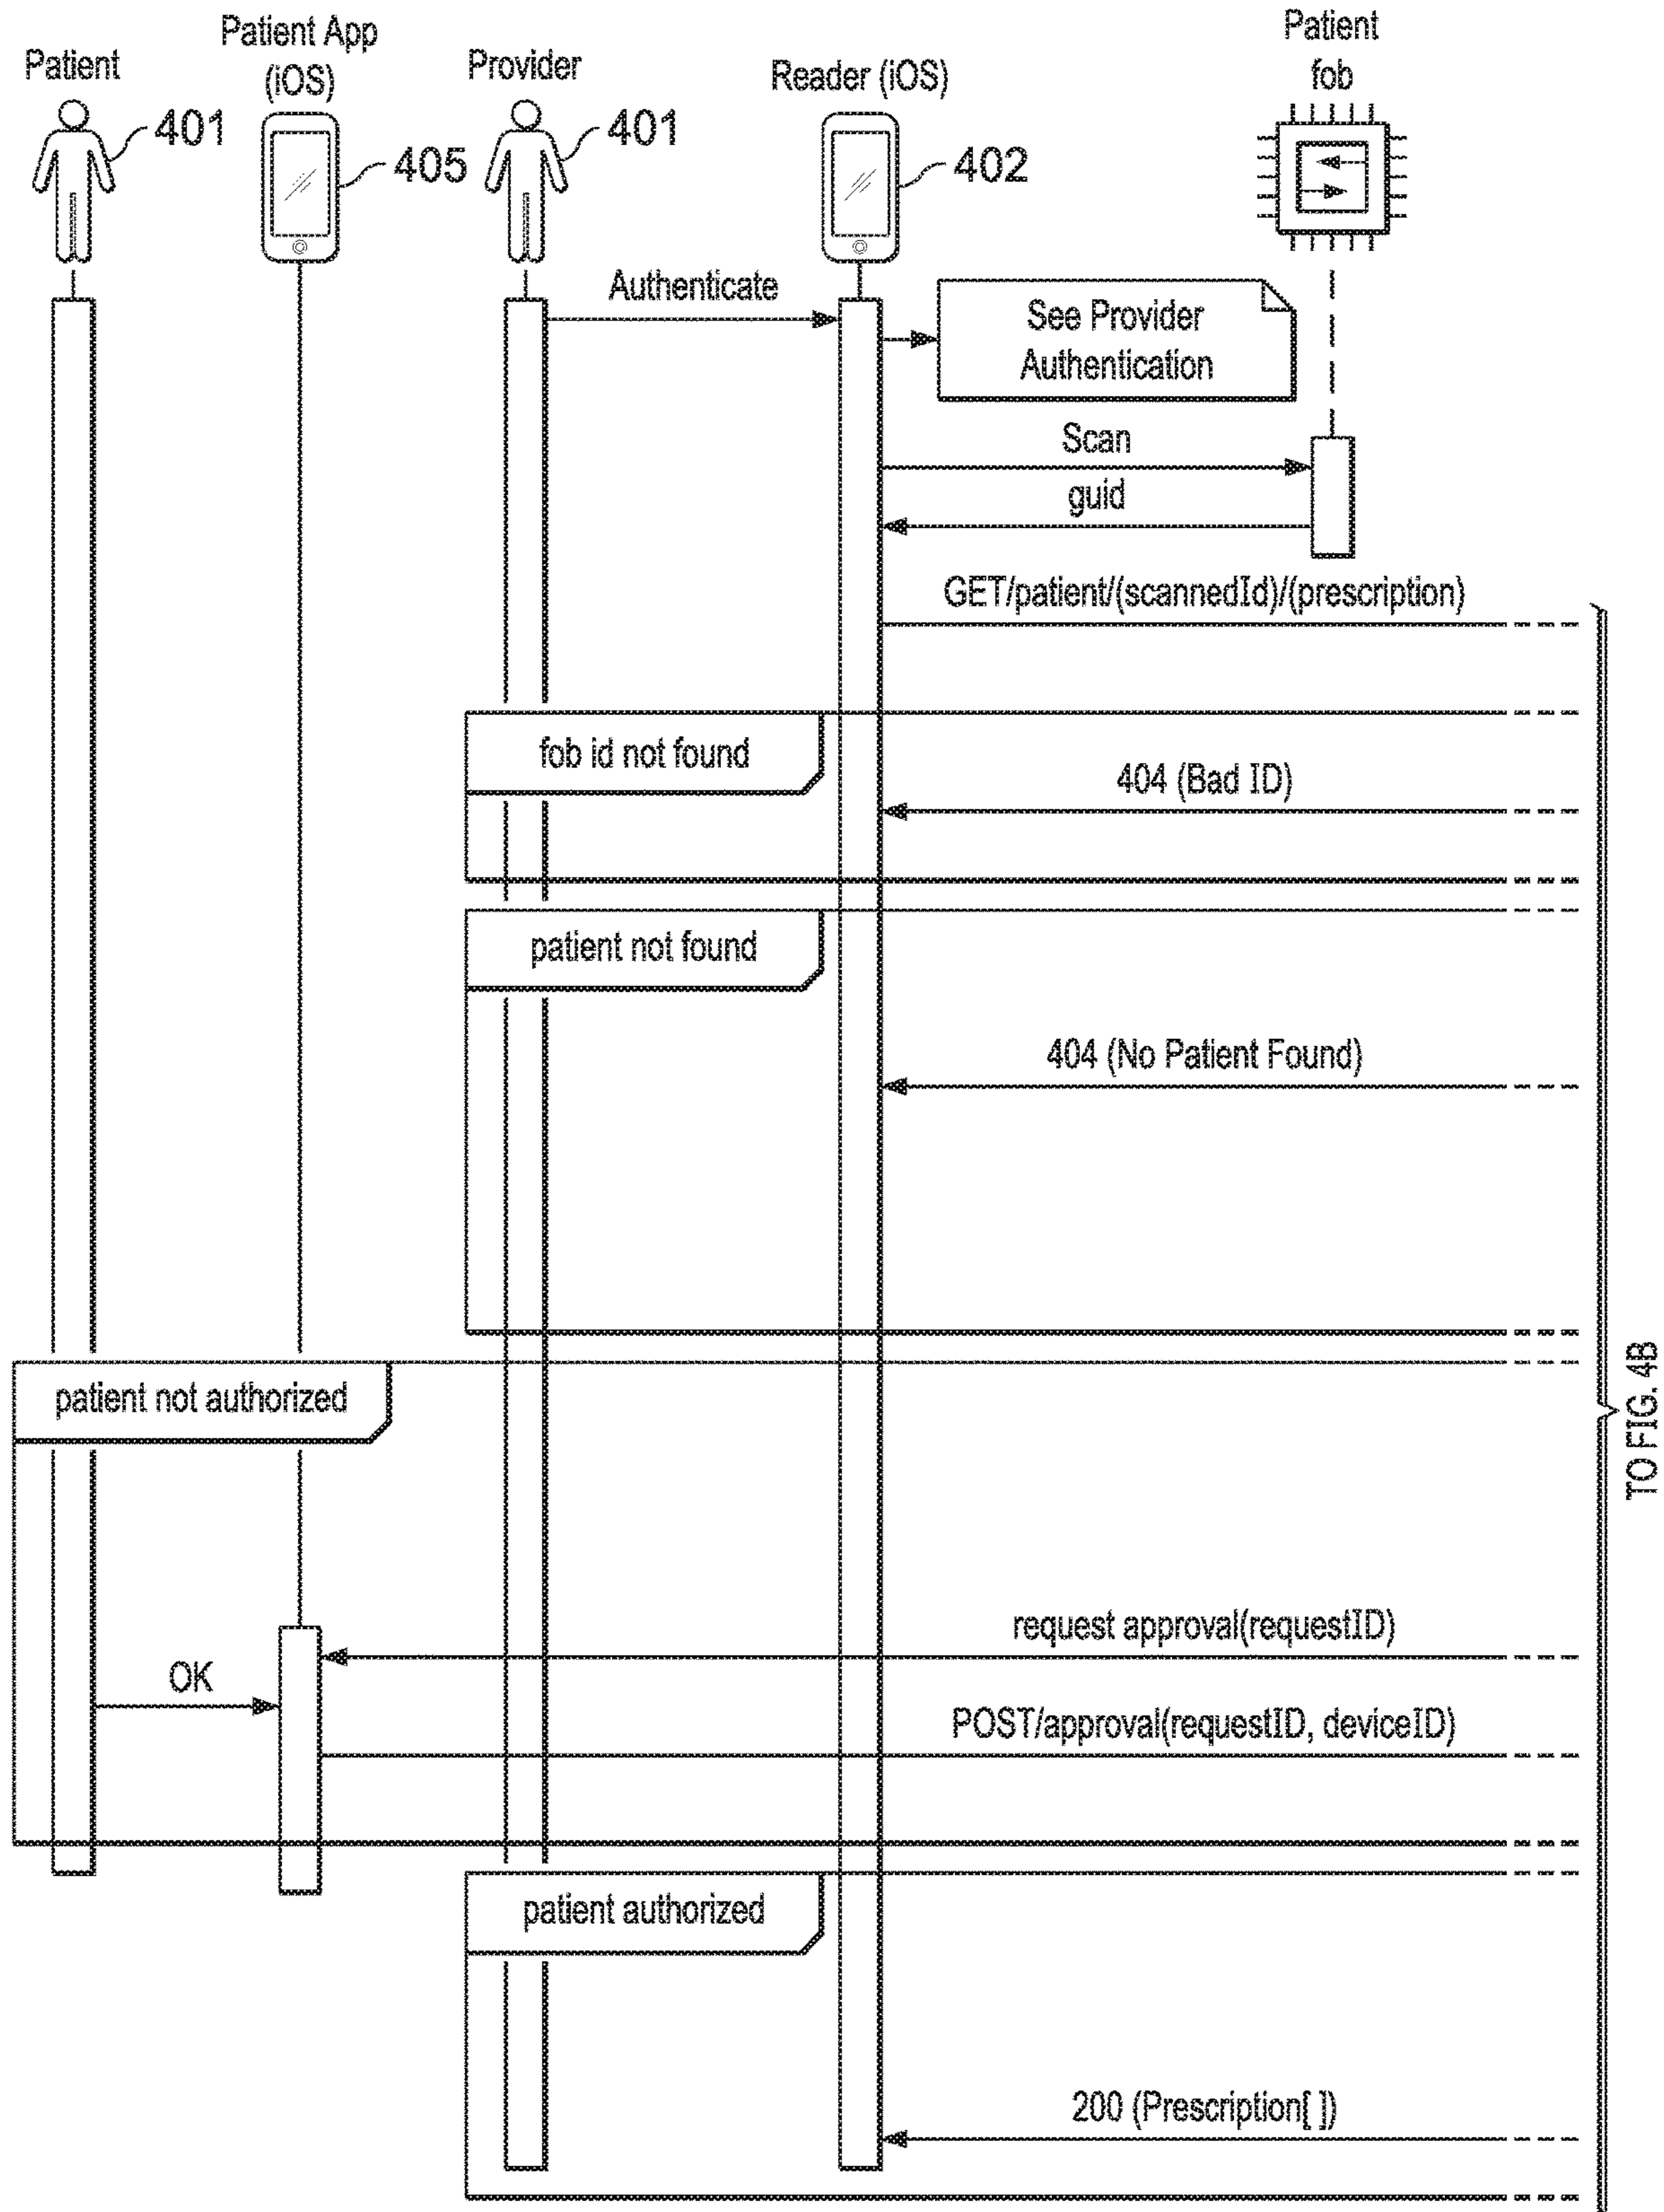 Patient
Patient App
(iOS)
Provider
Reader (iOS)
Patient
fob
401
405
401
402
Authenticate
See Provider
Authentication
Scan
guid
GET/patient/(scannedId)/(prescription)
fob id not found
404 (Bad ID)
patient not found
404 (No Patient Found)
patient not authorized
TO FIG. 4B
request approval(requestID)
OK
POST/approval(requestID, deviceID)
patient authorized
200 (Prescription[ ])